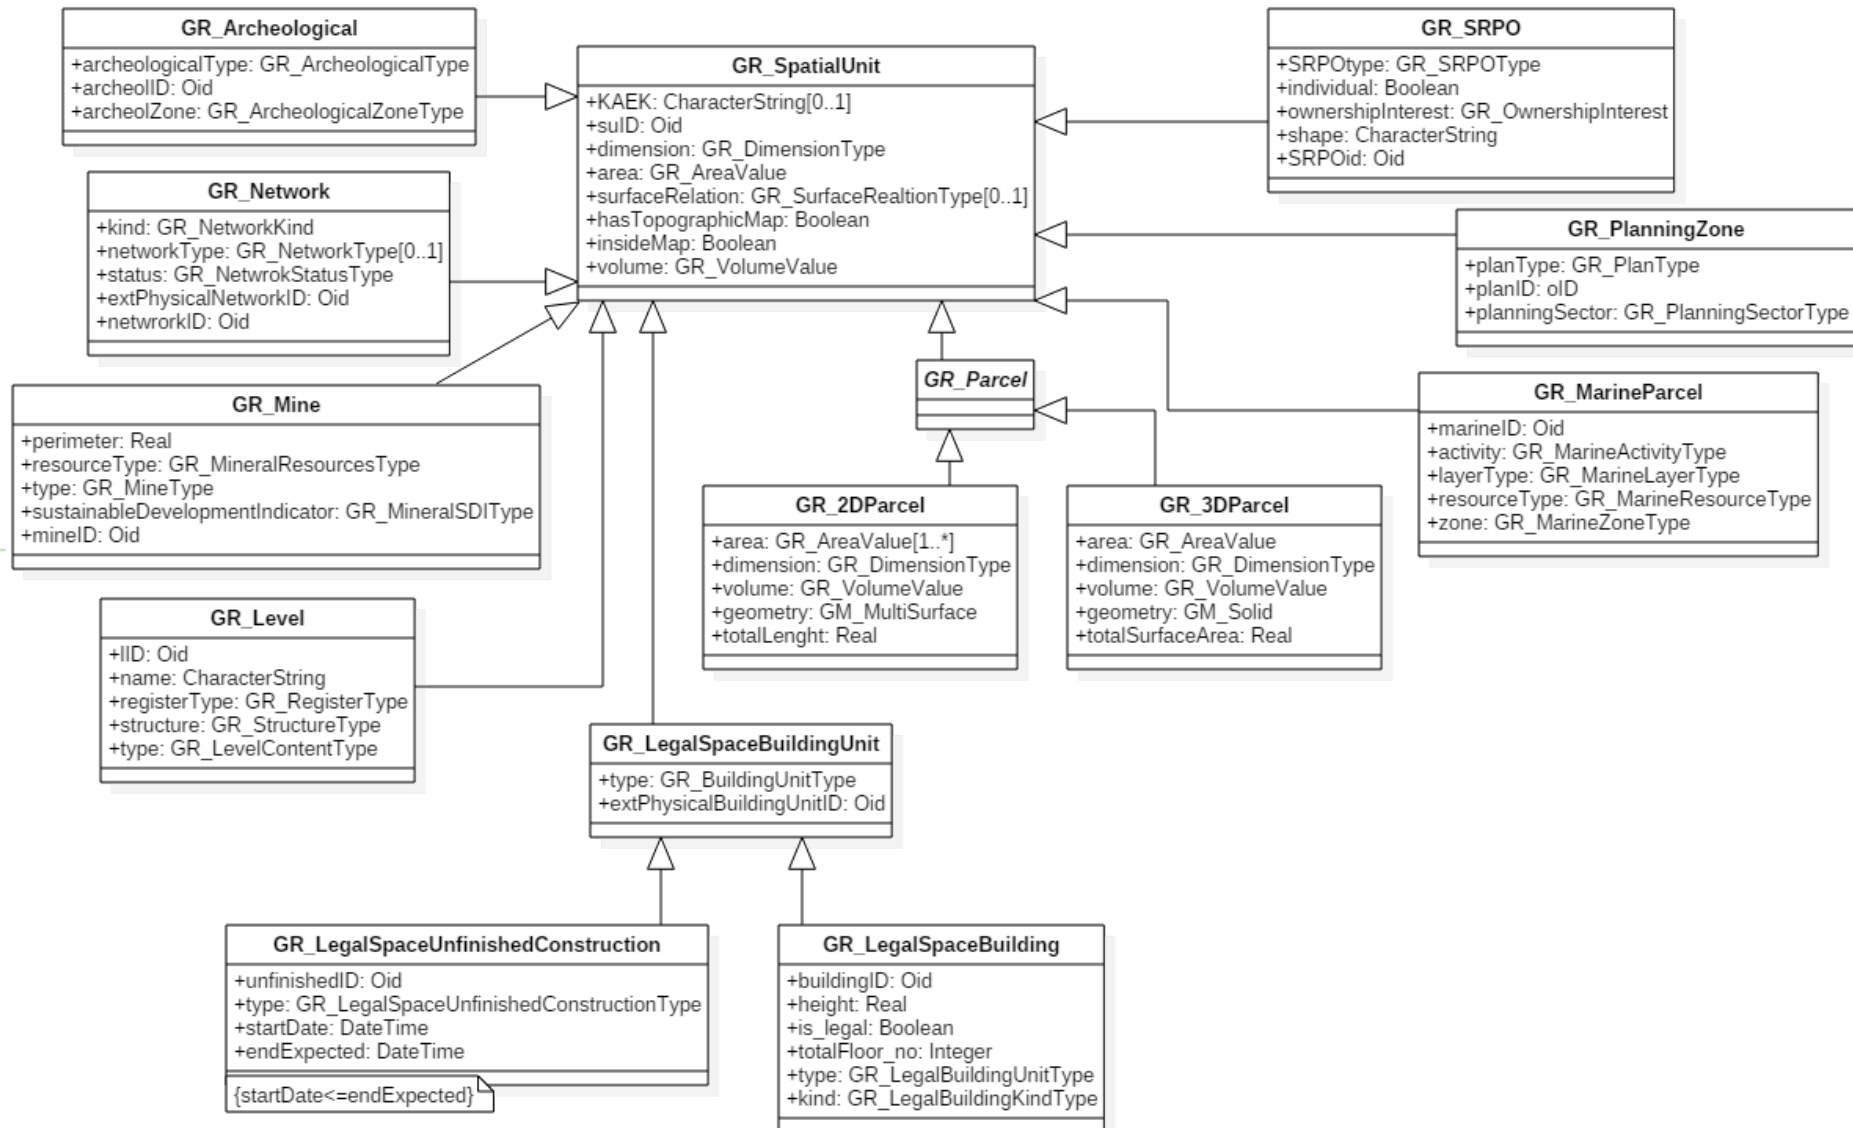 GR_Archeological
+archeologicalType: GR_ArcheologicalType
+archeolID: Oid
+archeolZone: GR_ArcheologicalZoneType
GR_SpatialUnit
+KAEK: CharacterString[0..1]
+suID: Oid
+dimension: GR_DimensionType
+area: GR_AreaValue
+surfaceRelation: GR_SurfaceRealtionType[0..1]
+hasTopographicMap: Boolean
+insideMap: Boolean
+volume: GR_VolumeValue
GR_SRPO
+SRPOtype: GR_SRPOType
+individual: Boolean
+ownershipInterest: GR_OwnershipInterest
+shape: CharacterString
+SRPOid: Oid
GR_Network
+kind: GR_NetworkKind
+networkType: GR_NetworkType[0..1]
+status: GR_NetwrokStatusType
+extPhysicalNetworkID: Oid
+networkID: Oid
GR_PlanningZone
+planType: GR_PlanType
+planID: oID
+planningSector: GR_PlanningSectorType
GR_Mine
+perimeter: Real
+resourceType: GR_MineralResourcesType
+type: GR_MineType
+sustainableDevelopmentIndicator: GR_MineralSDIType
+mineID: Oid
GR_Parcel
GR_MarineParcel
+marineID: Oid
+activity: GR_MarineActivityType
+layerType: GR_MarineLayerType
+resourceType: GR_MarineResourceType
+zone: GR_MarineZoneType
GR_2DParcel
+area: GR_AreaValue[1..*]
+dimension: GR_DimensionType
+volume: GR_VolumeValue
+geometry: GM_MultiSurface
+totalLenght: Real
GR_3DParcel
+area: GR_AreaValue
+dimension: GR_DimensionType
+volume: GR_VolumeValue
+geometry: GM_Solid
+totalSurfaceArea: Real
GR_Level
+lID: Oid
+name: CharacterString
+registerType: GR_RegisterType
+structure: GR_StructureType
+type: GR_LevelContentType
GR_LegalSpaceBuildingUnit
+type: GR_BuildingUnitType
+extPhysicalBuildingUnitID: Oid
GR_LegalSpaceUnfinishedConstruction
+unfinishedID: Oid
+type: GR_LegalSpaceUnfinishedConstructionType
+startDate: DateTime
+endExpected: DateTime
{startDate<=endExpected}
GR_LegalSpaceBuilding
+buildingID: Oid
+height: Real
+is_legal: Boolean
+totalFloor_no: Integer
+type: GR_LegalBuildingUnitType
+kind: GR_LegalBuildingKindType